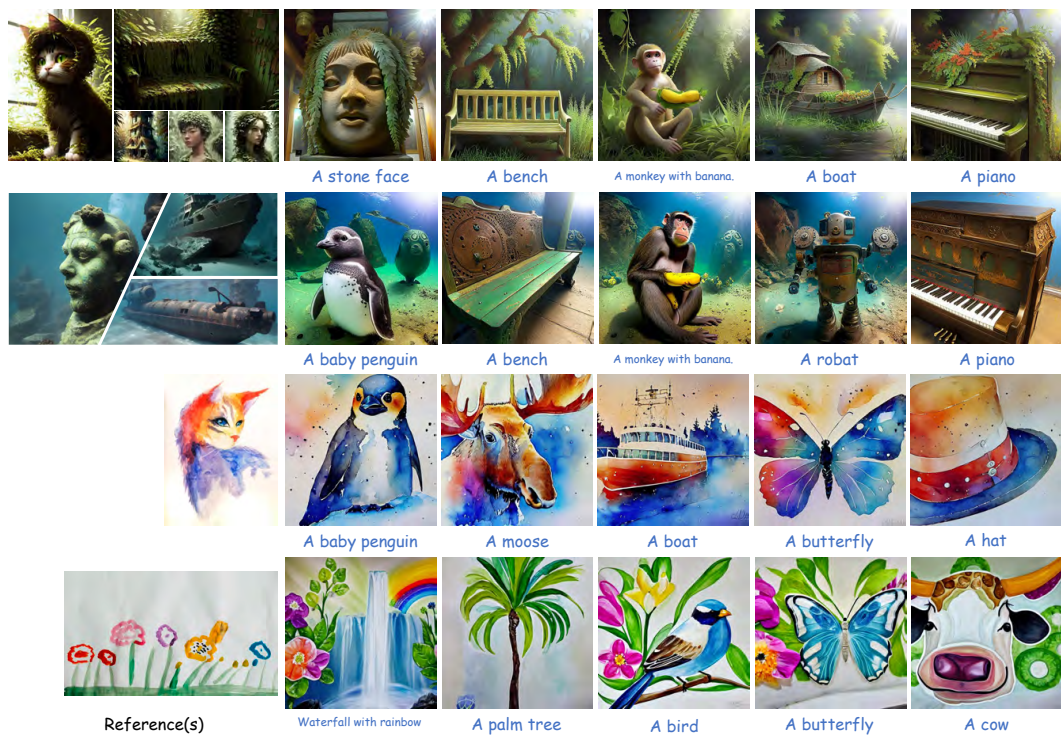 A stone face
A bench
A monkey with banana.
A boat
A piano
A baby penguin
A bench
A monkey with banana.
A robat
A piano
A baby penguin
A moose
A boat
A butterfly
A hat
Reference(s)
Waterfall with rainbow
A palm tree
A bird
A butterfly
A cow